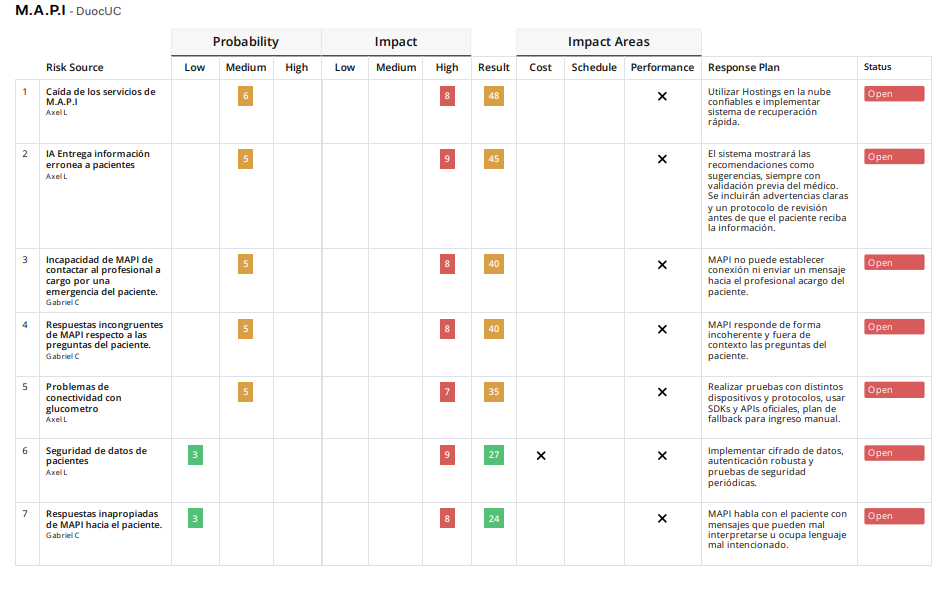 M.A.P.I - DuocUC
Probability Impact Impact Areas
Risk Source Low Medium High Low Medium High Result Cost Schedule Performance Response Plan Status
1 Caída de los servicios de M.A.P.I
Axel L
6 8 48 ✕
Utilizar Hostings en la nube
confiables e implementar
sistema de recuperación
rápida.
Open
2 IA Entrega información
erronea a pacientes
Axel L
5 9 45 ✕
El sistema mostrará las
recomendaciones como
sugerencias, siempre con
validación previa del médico.
Se incluirán advertencias claras
y un protocolo de revisión
antes de que el paciente reciba
la información.
Open
3 Incapacidad de MAPI de
contactar al profesional a
cargo por una
emergencia del paciente.
Gabriel C
5 8 40 ✕
MAPI no puede establecer
conexión ni enviar un mensaje
hacia el profesional acargo del
paciente.
Open
4 Respuestas incongruentes
de MAPI respecto a las
preguntas del paciente.
Gabriel C
5 8 40 ✕
MAPI responde de forma
incoherente y fuera de
contexto las preguntas del
paciente.
Open
5 Problemas de
conectividad con
glucometro
Axel L
5 7 35 ✕
Realizar pruebas con distintos
dispositivos y protocolos, usar
SDKs y APIs oficiales, plan de
fallback para ingreso manual.
Open
6 Seguridad de datos de
pacientes
Axel L
3 9 27 ✕ ✕
Implementar cifrado de datos,
autenticación robusta y
pruebas de seguridad
periódicas.
Open
7 Respuestas inapropiadas
de MAPI hacia el paciente.
Gabriel C
3 8 24 ✕
MAPI habla con el paciente con
mensajes que pueden mal
interpretarse u ocupa lenguaje
mal intencionado.
Open